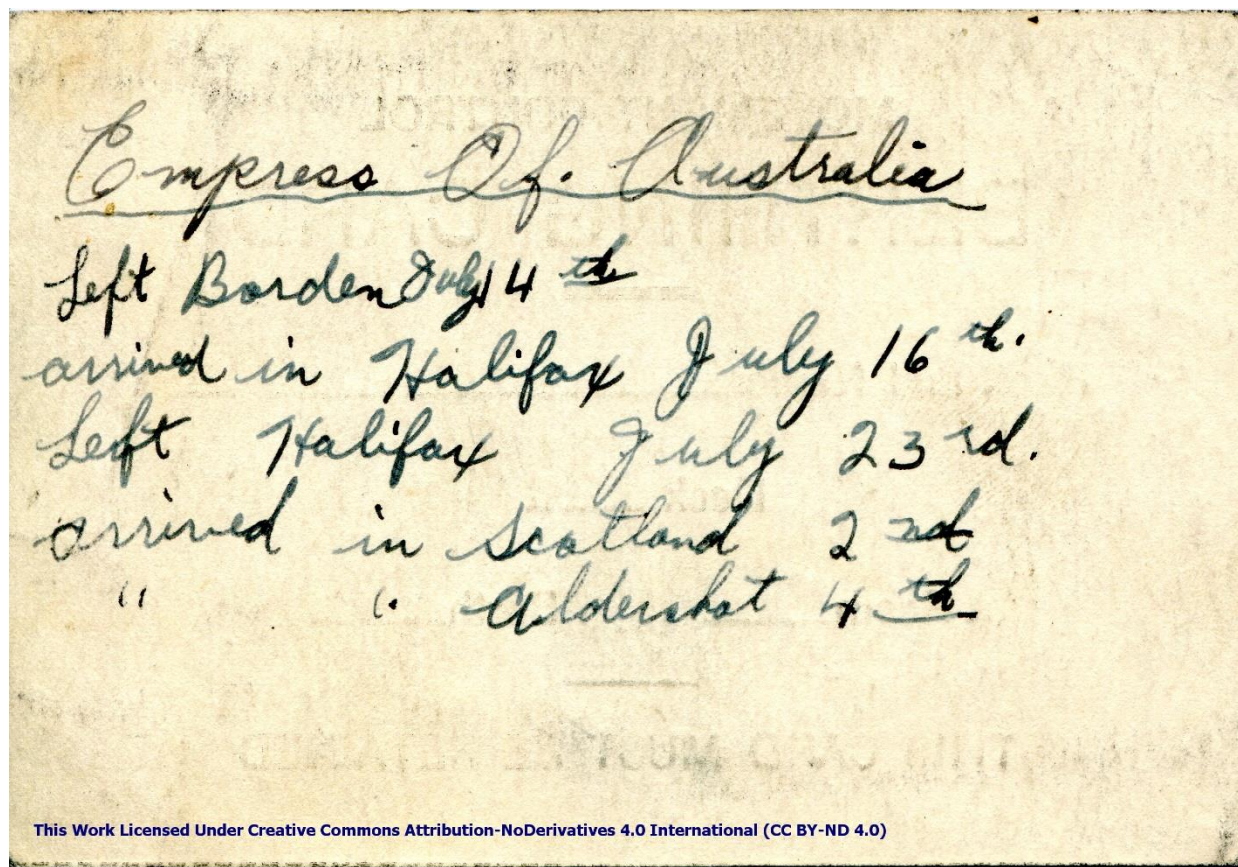 Empress Of. Australia
Left Borden July 14th
arrived in Halifax July 16th.
Left Halifax July 23rd.
arrived in Scotland 2nd
" " Aldershot 4th
This Work Licensed Under Creative Commons Attribution-NoDerivatives 4.0 International (CC BY-ND 4.0)